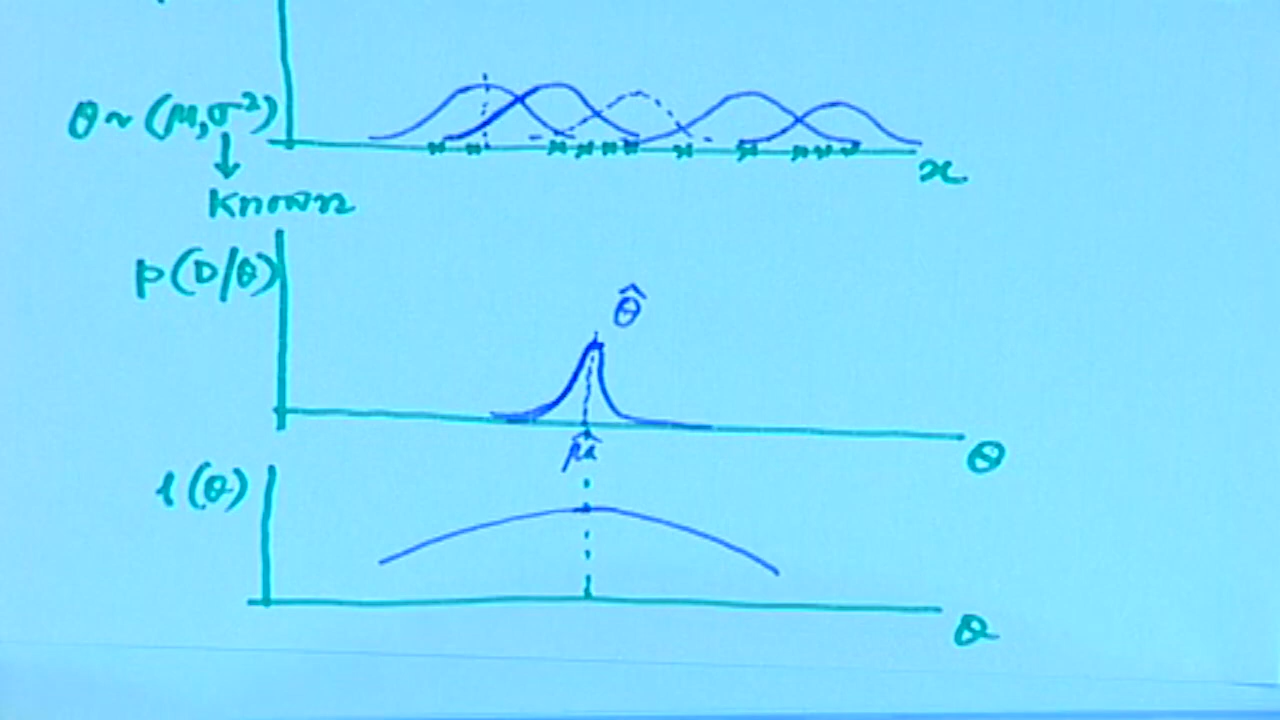 θ ~ (μ, σ²)
x
Known
p(D/θ)
θ̂
θ
μ̂
l(θ)
θ